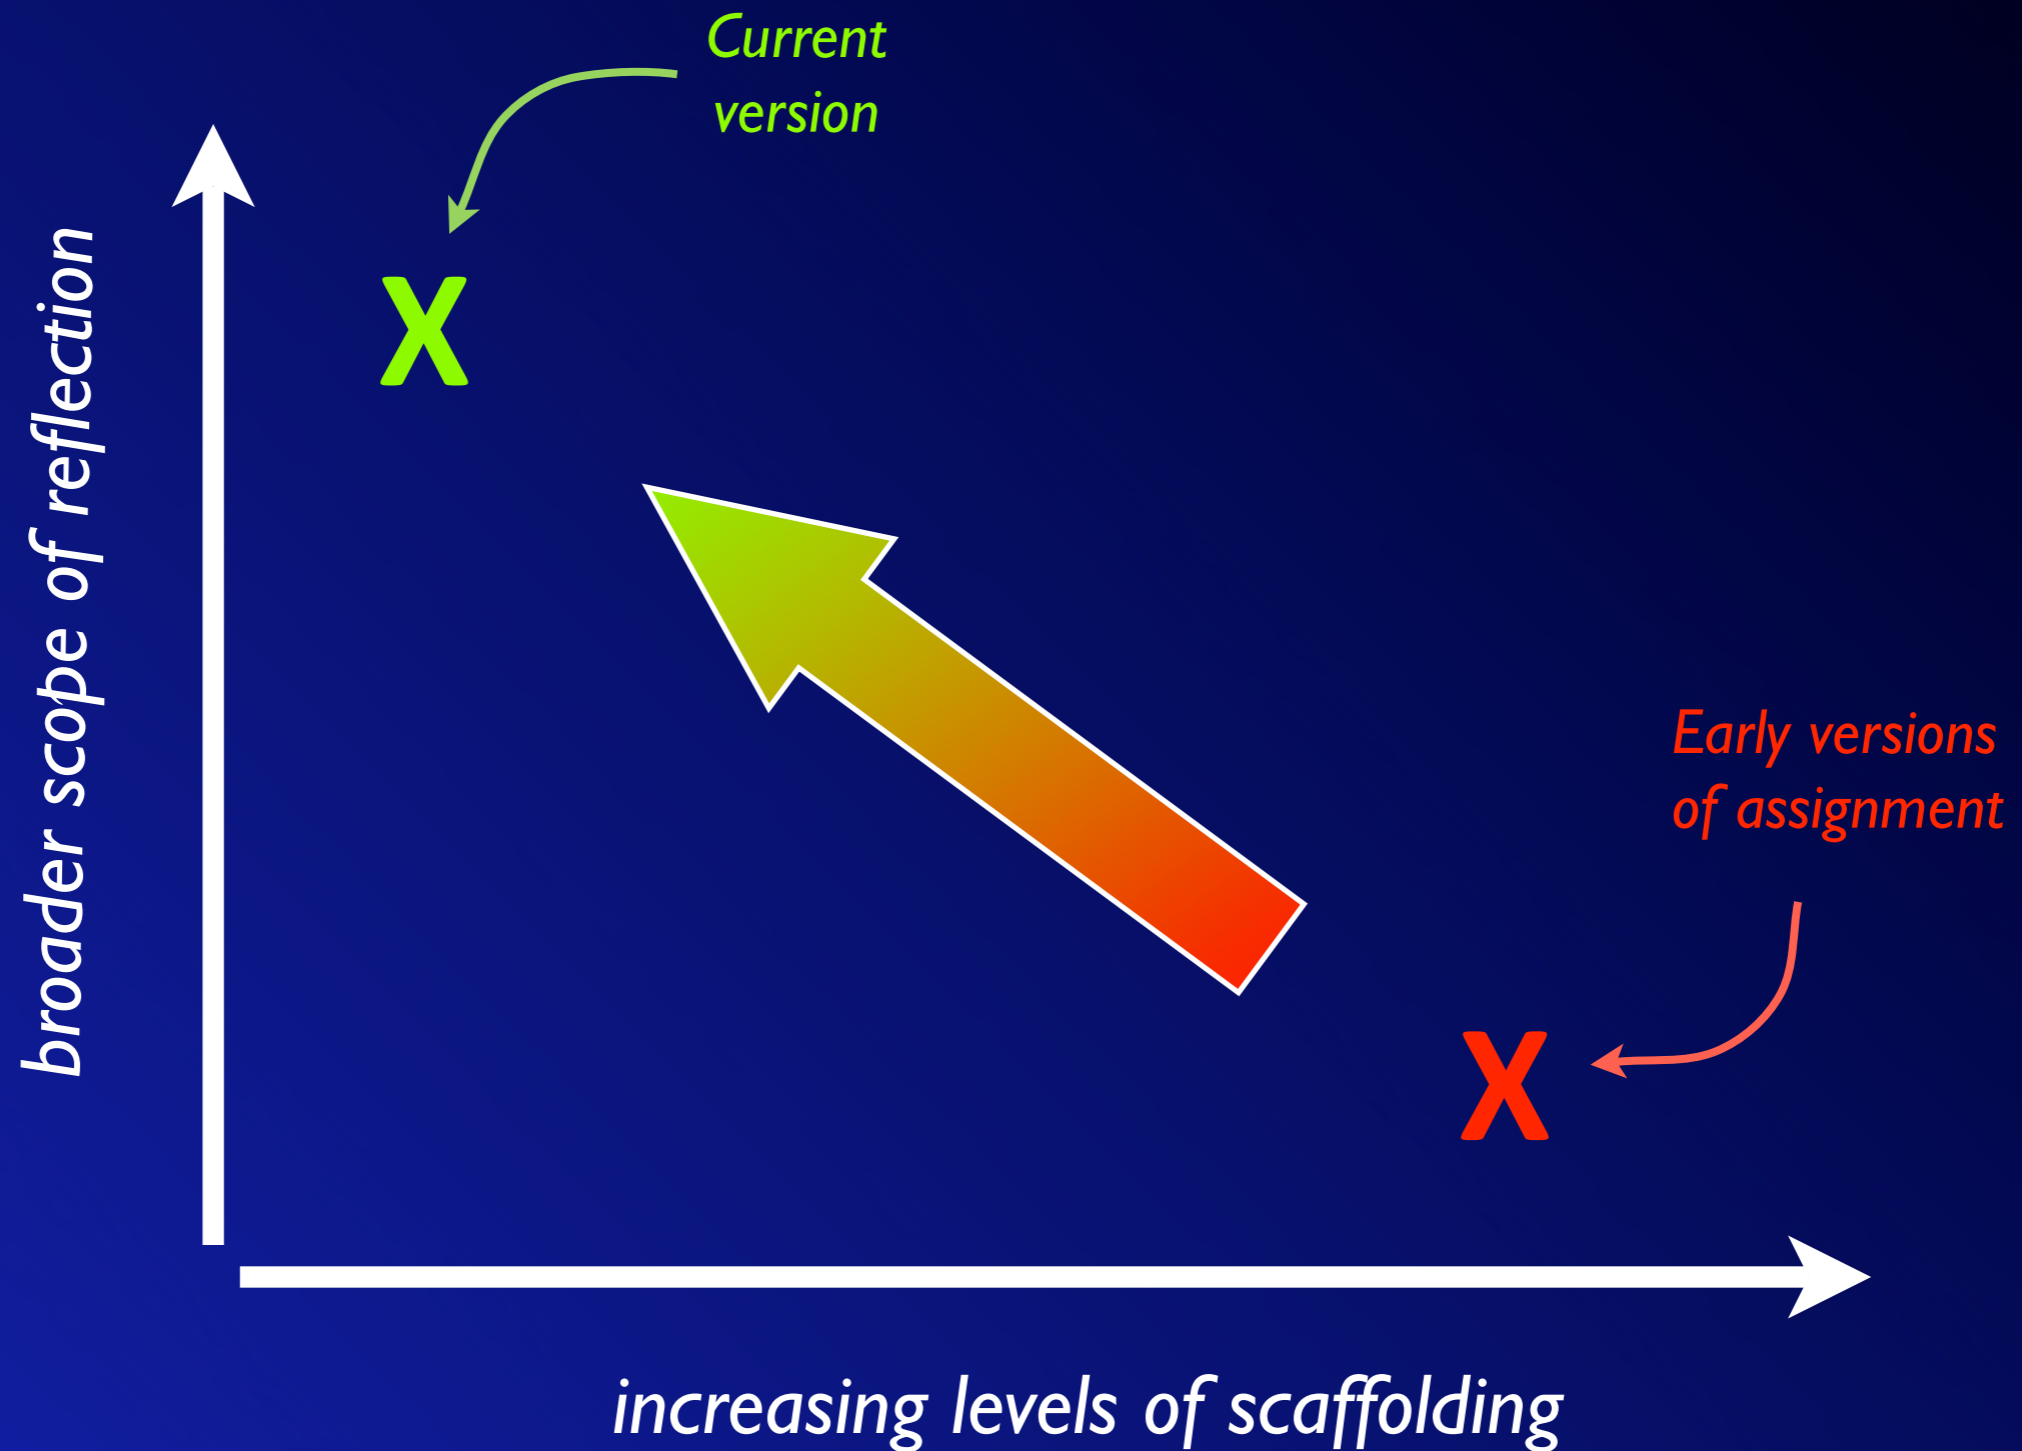 Current
version
broader scope of reflection
X
Early versions
of assignment
X
increasing levels of scaffolding